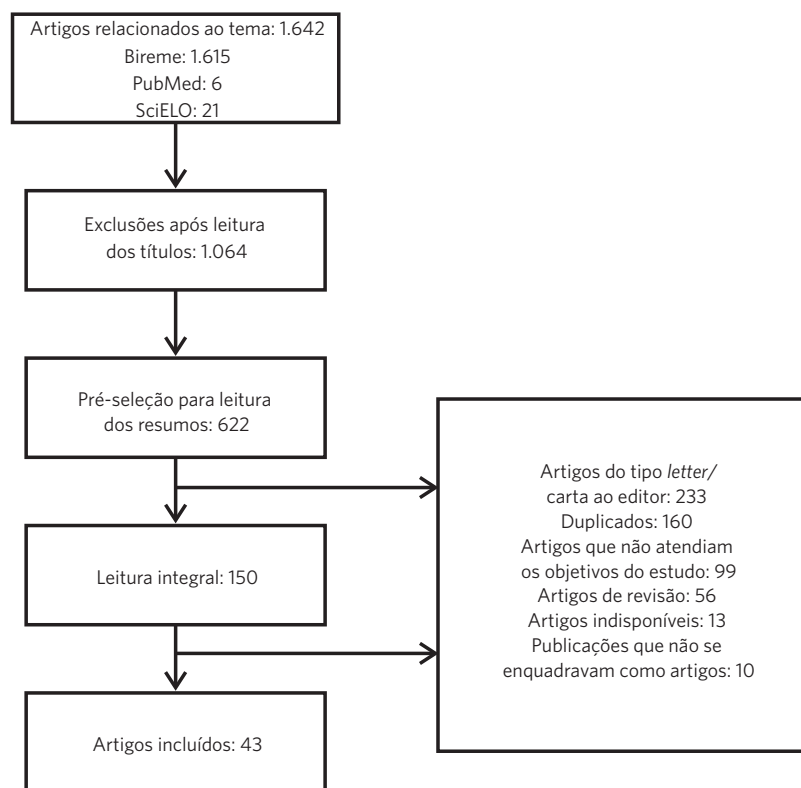 Artigos relacionados ao tema: 1.642
Bireme: 1.615
PubMed: 6
SciELO: 21
Exclusões após leitura
dos títulos: 1.064
Pré-seleção para leitura
dos resumos: 622
Leitura integral: 150
Artigos incluídos: 43
Artigos do tipo letter/
carta ao editor: 233
Duplicados: 160
Artigos que não atendiam
os objetivos do estudo: 99
Artigos de revisão: 56
Artigos indisponíveis: 13
Publicações que não se
enquadravam como artigos: 10